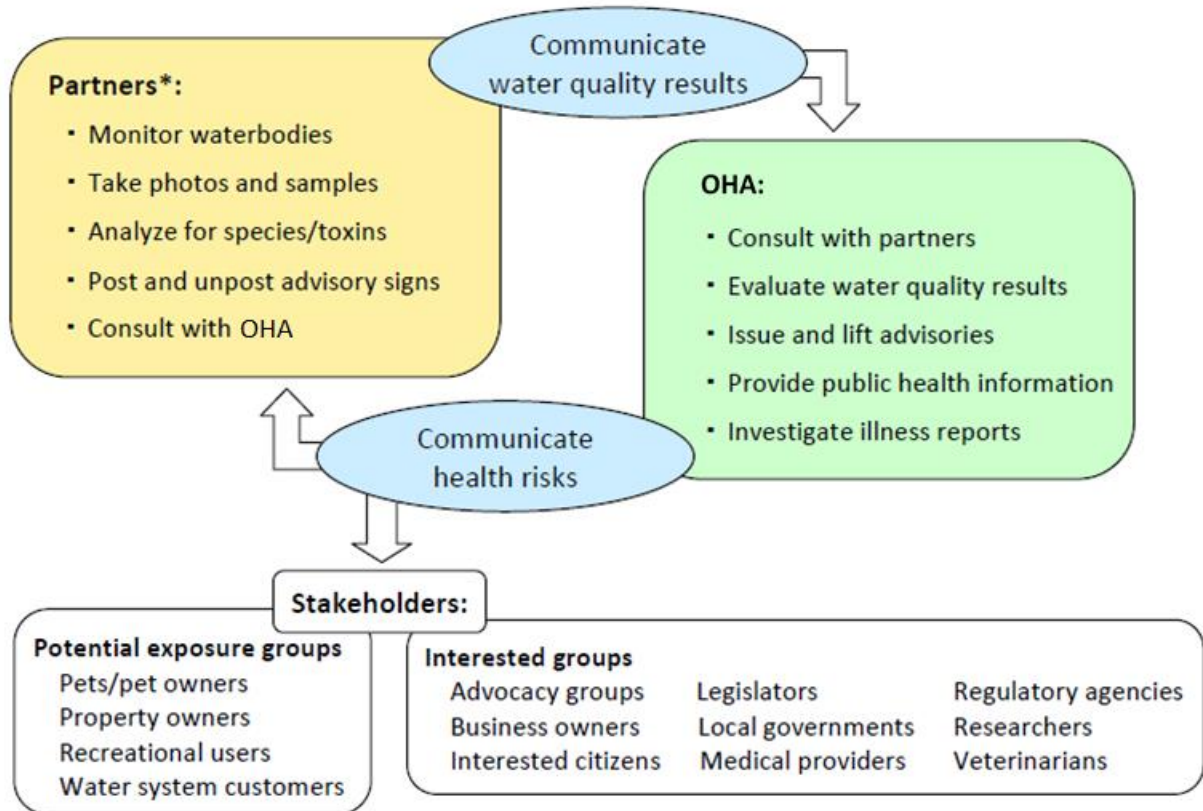 Communicate
water quality results
Partners*:
▪ Monitor waterbodies
▪ Take photos and samples
▪ Analyze for species/toxins
▪ Post and unpost advisory signs
▪ Consult with OHA
OHA:
▪ Consult with partners
▪ Evaluate water quality results
▪ Issue and lift advisories
▪ Provide public health information
▪ Investigate illness reports
Communicate
health risks
Stakeholders:
Potential exposure groups
Pets/pet owners
Property owners
Recreational users
Water system customers
Interested groups
Advocacy groups
Business owners
Interested citizens
Legislators
Local governments
Medical providers
Regulatory agencies
Researchers
Veterinarians